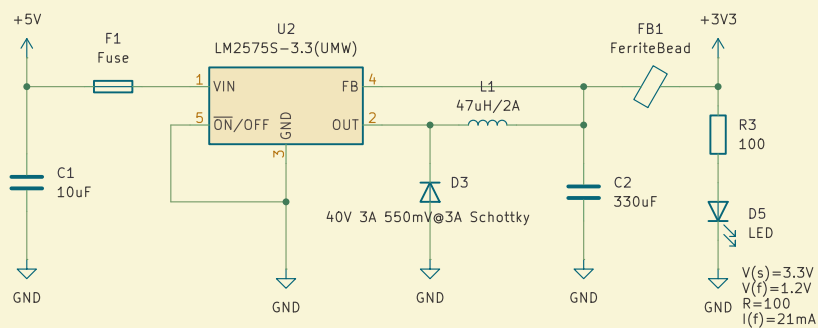 +5V
F1
Fuse
U2
LM2575S-3.3(UMW)
FB1
FerriteBead
+3V3
1
VIN
FB
4
L1
47uH/2A
5
ON/OFF
GND
OUT
2
3
R3
100
C1
10uF
D3
40V 3A 550mV@3A Schottky
C2
330uF
D5
LED
GND
GND
GND
GND
GND
V(s)=3.3V
V(f)=1.2V
R=100
I(f)=21mA